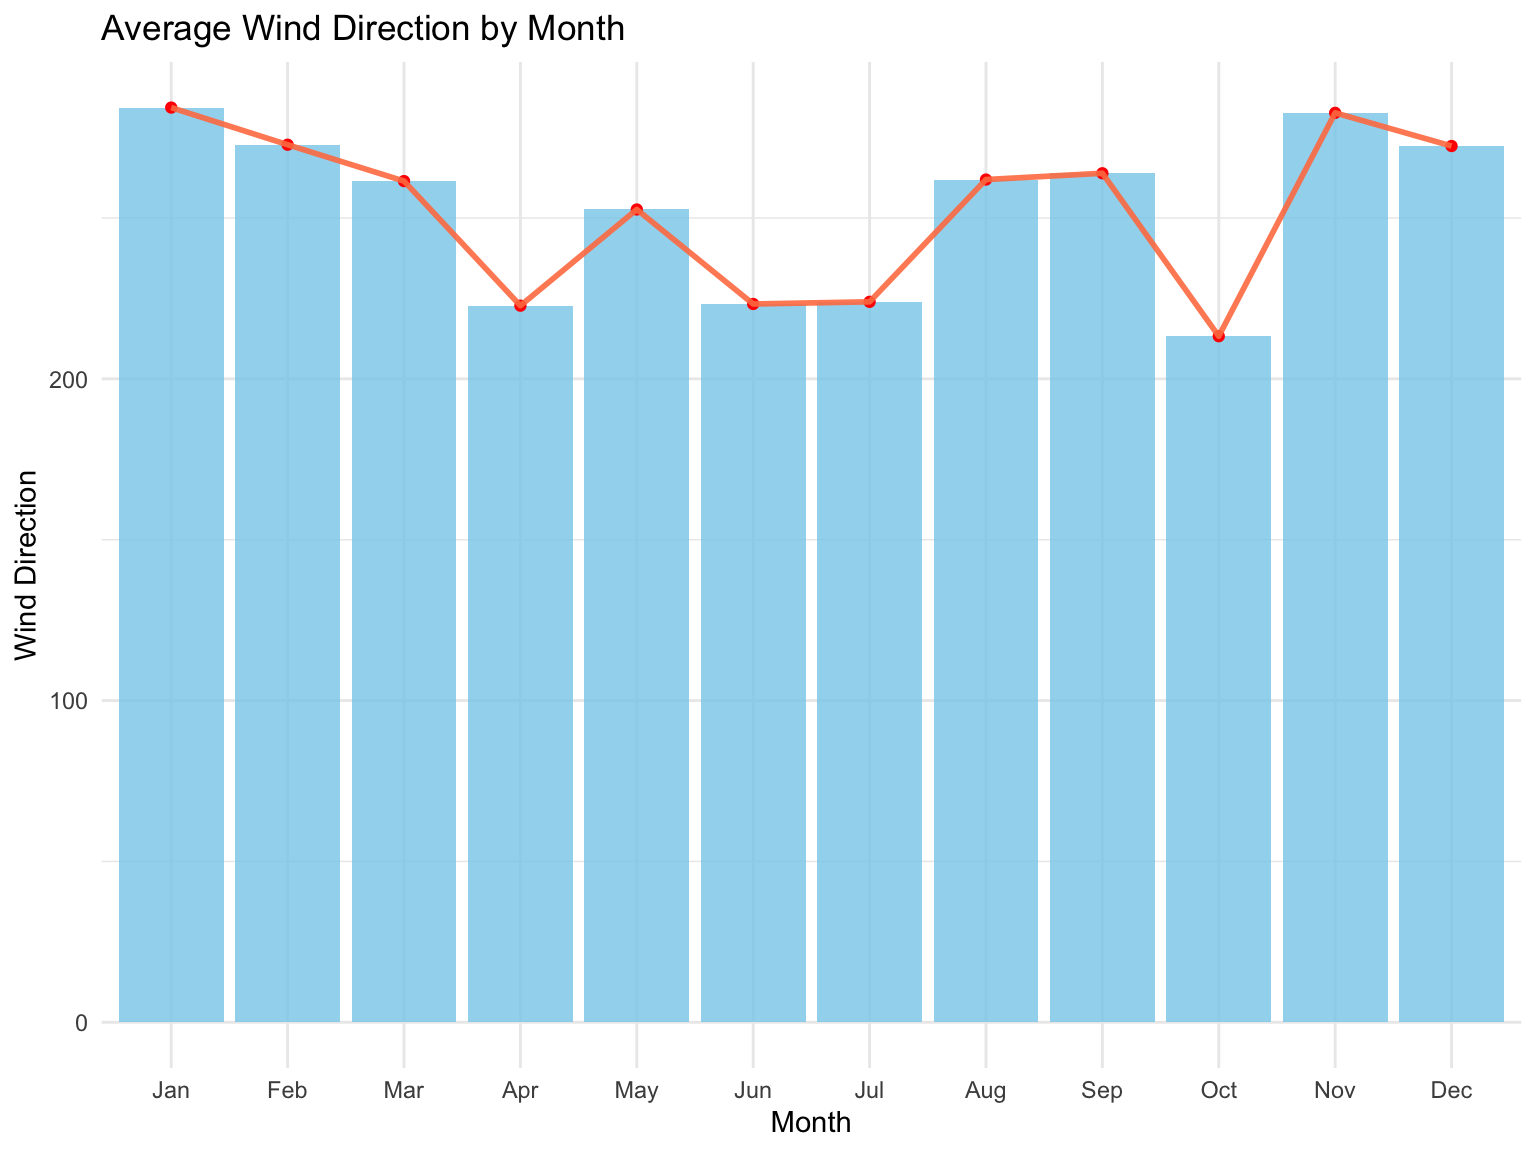 Average Wind Direction by Month
Wind Direction
200
100
0
Jan Feb Mar Apr May Jun Jul Aug Sep Oct Nov Dec
Month